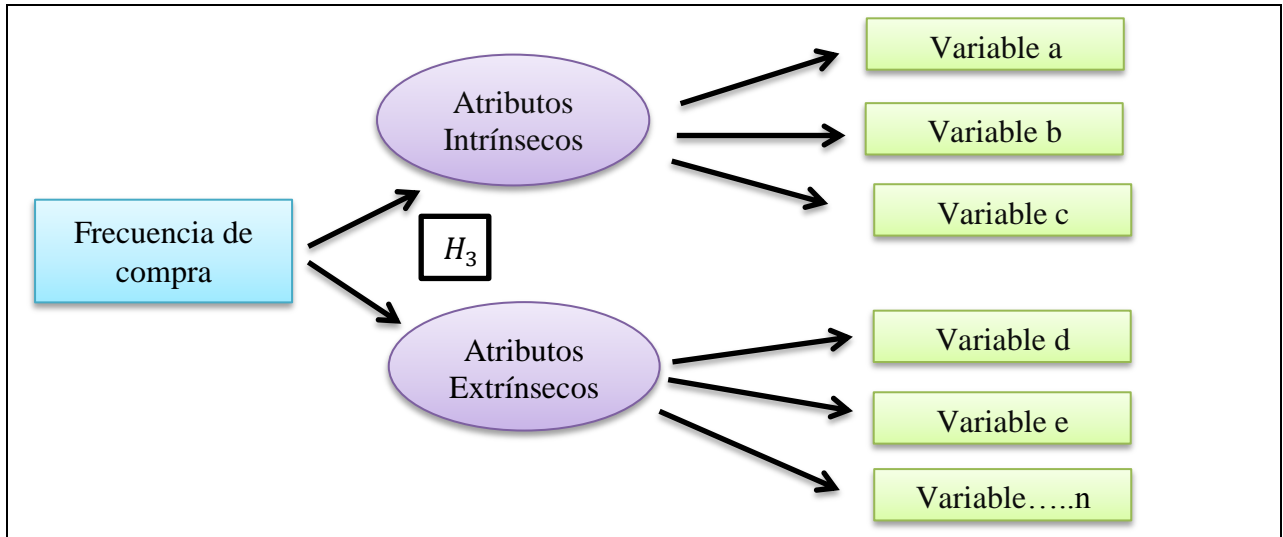 Frecuencia de
compra
H₃
Atributos
Intrínsecos
Variable a
Variable b
Variable c
Atributos
Extrínsecos
Variable d
Variable e
Variable…..n